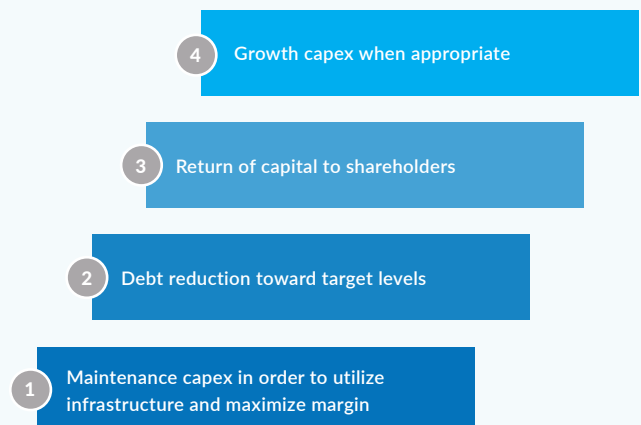 4
Growth capex when appropriate
3
Return of capital to shareholders
2
Debt reduction toward target levels
1
Maintenance capex in order to utilize
infrastructure and maximize margin